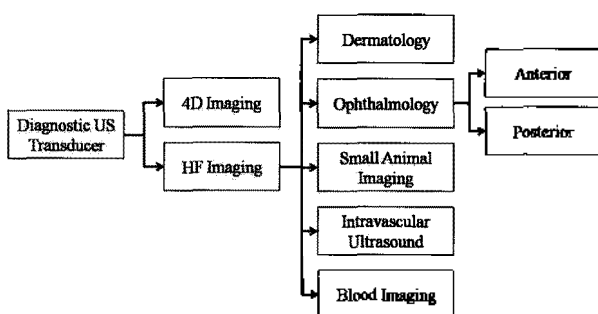 Diagnostic US
Transducer
4D Imaging
HF Imaging
Dermatology
Ophthalmology
Small Animal
Imaging
Intravascular
Ultrasound
Blood Imaging
Anterior
Posterior